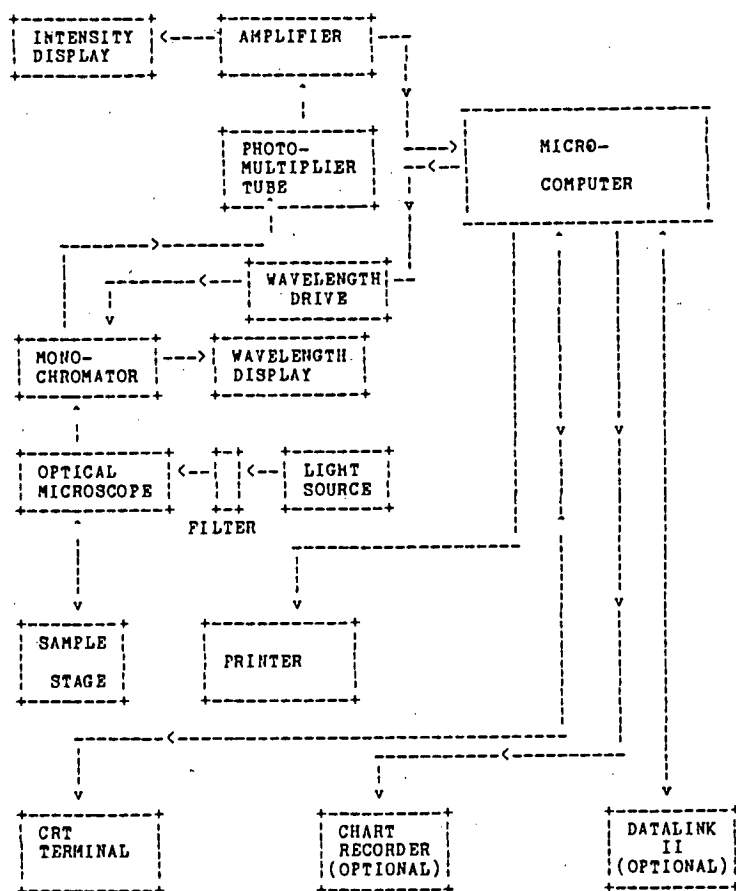 INTENSITY
DISPLAY
AMPLIFIER
PHOTO-
MULTIPLIER
TUBE
MICRO-
COMPUTER
WAVELENGTH
DRIVE
MONO-
CHROMATOR
WAVELENGTH
DISPLAY
OPTICAL
MICROSCOPE
FILTER
LIGHT
SOURCE
SAMPLE
STAGE
PRINTER
CRT
TERMINAL
CHART
RECORDER
(OPTIONAL)
DATALINK
II
(OPTIONAL)